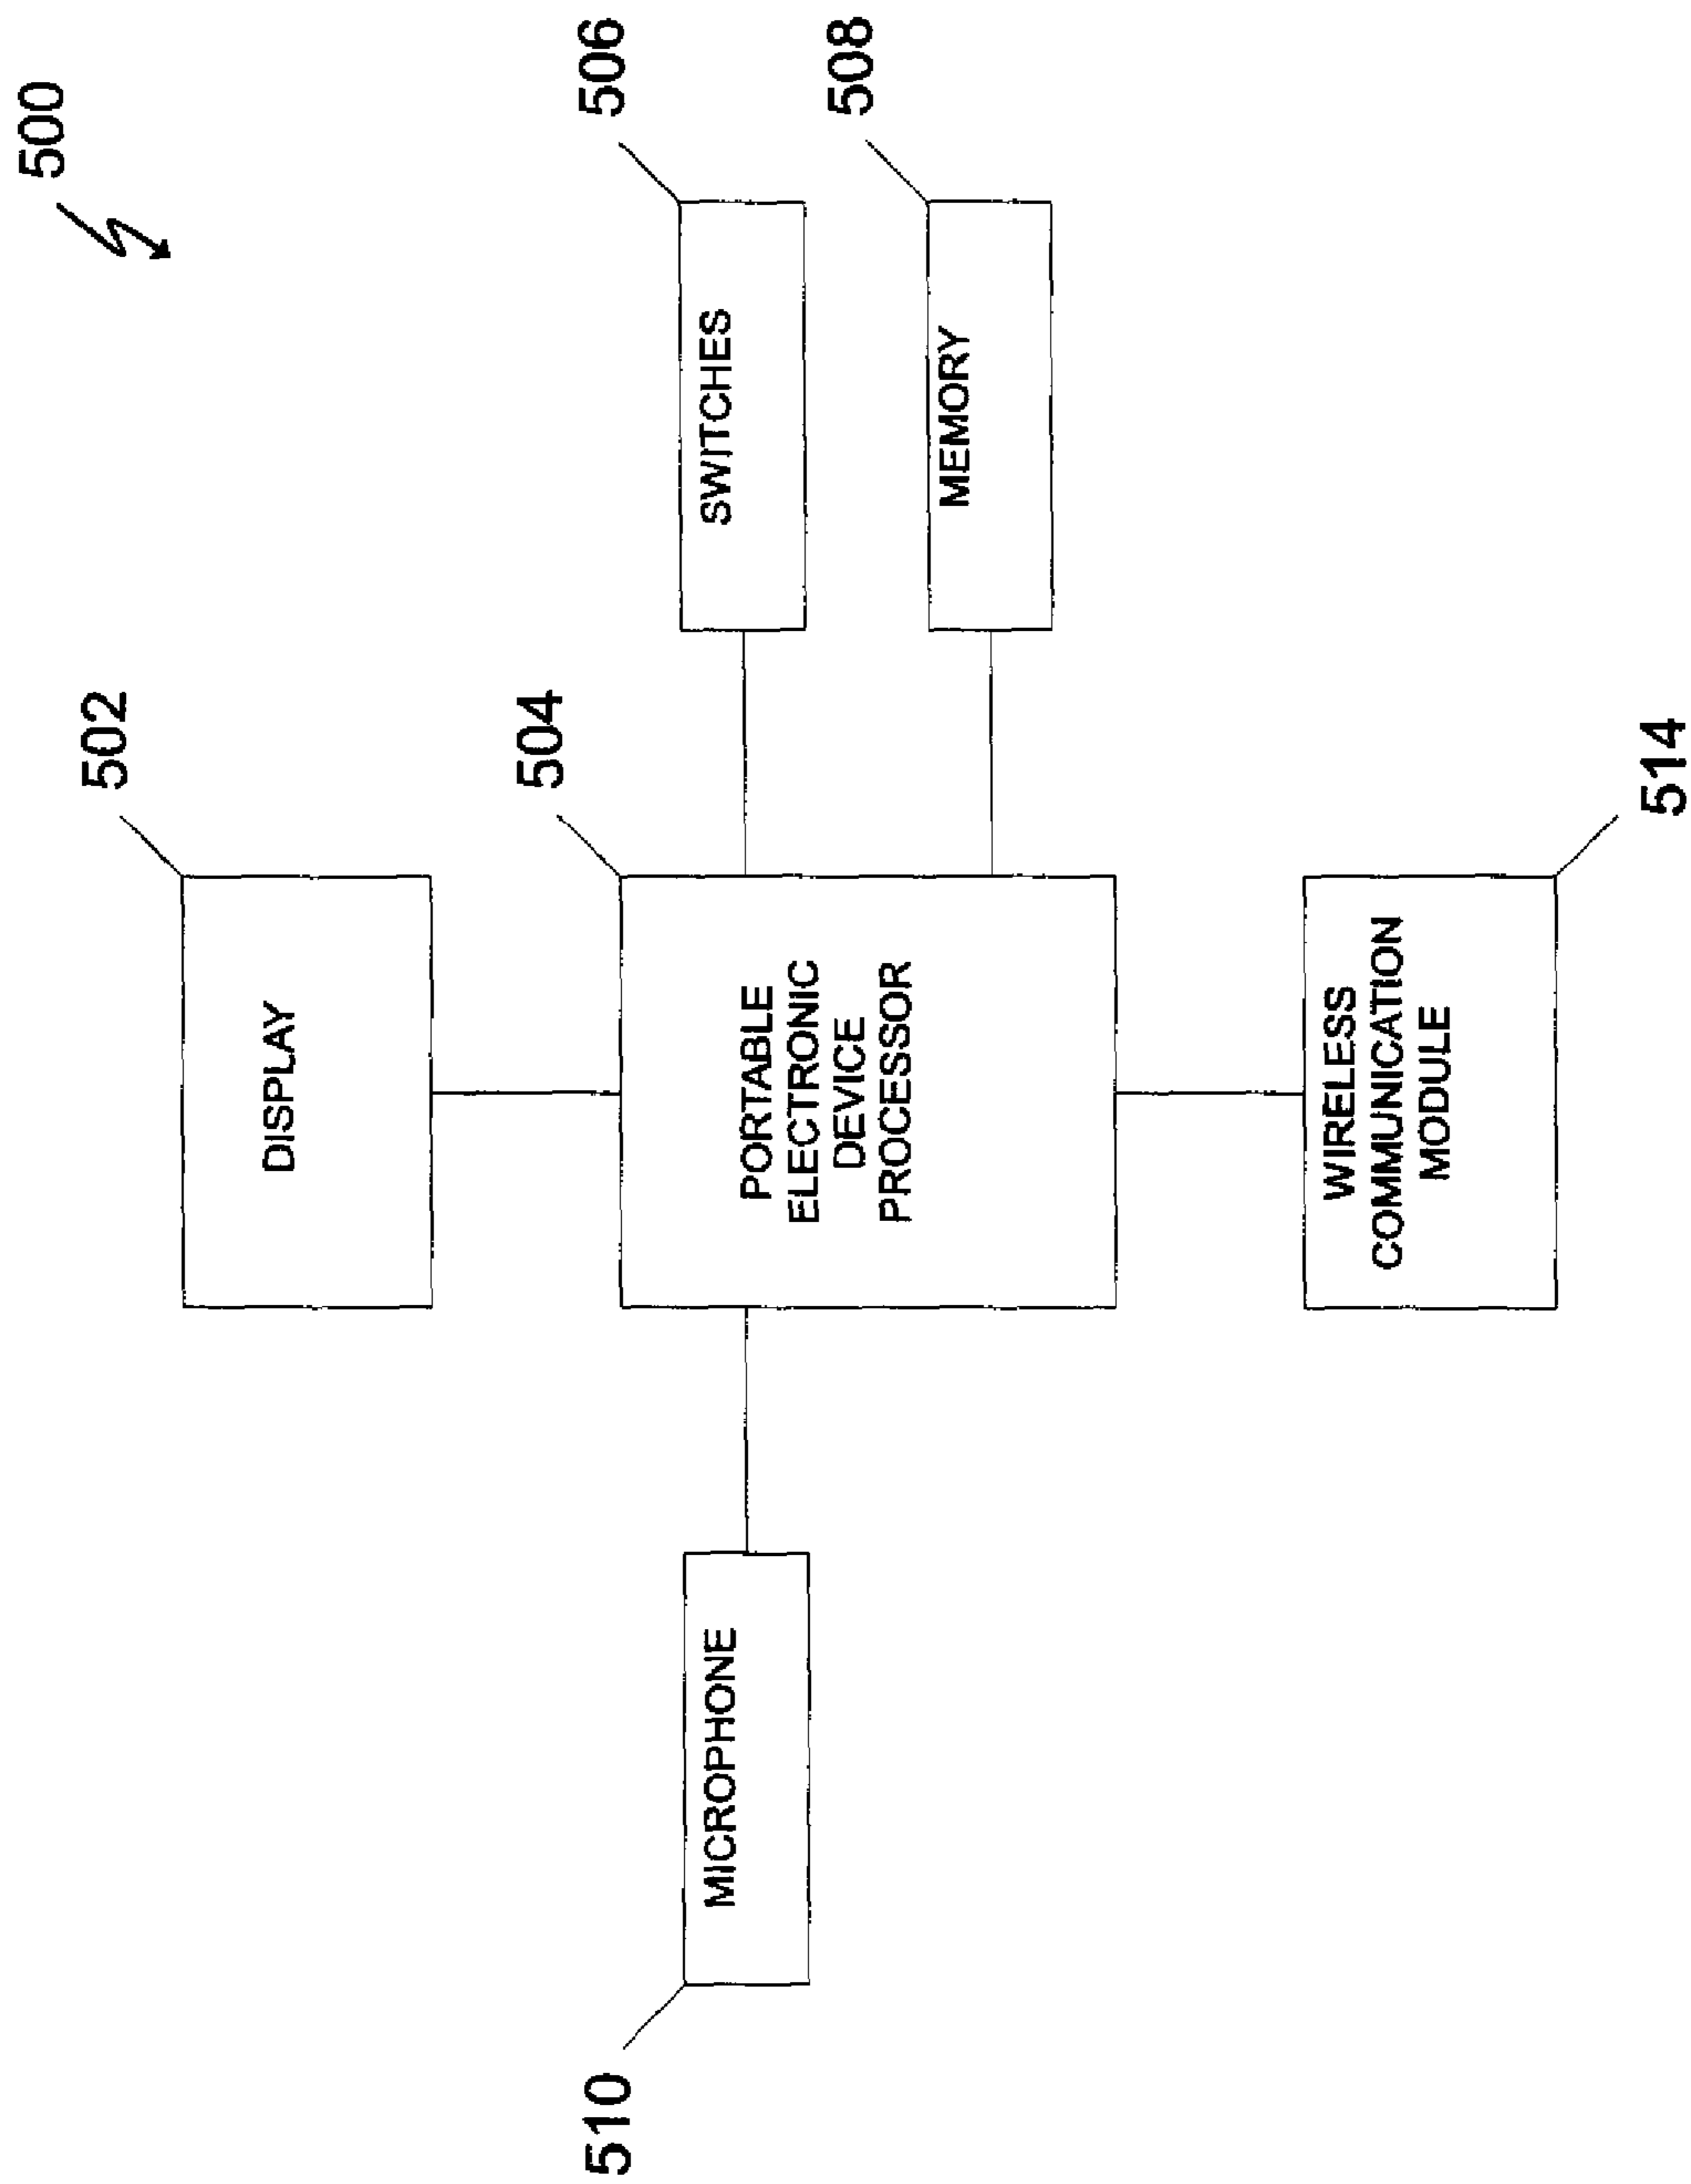 500
502
DISPLAY
504
PORTABLE
ELECTRONIC
DEVICE
PROCESSOR
506
SWITCHES
508
MEMORY
510
MICROPHONE
WIRELESS
COMMUNICATION
MODULE
514